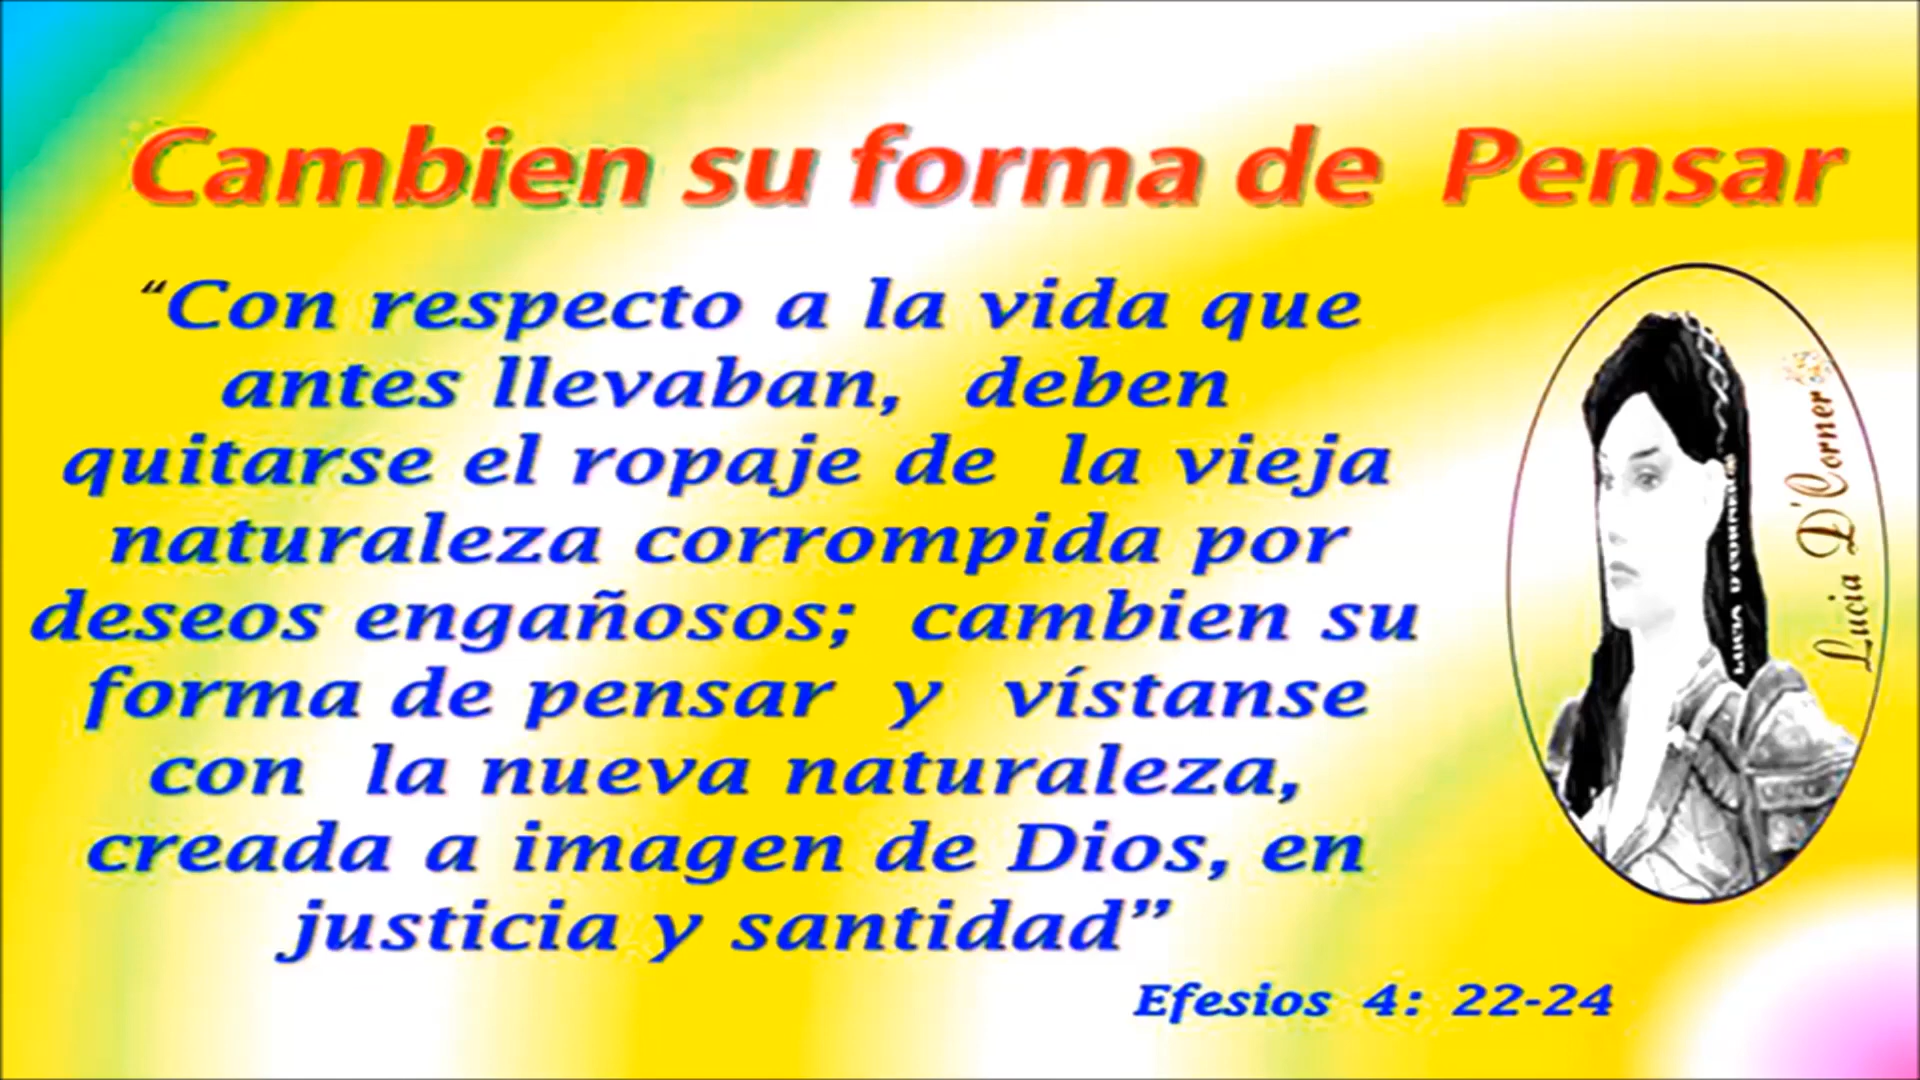 Cambien su forma de Pensar
“Con respecto a la vida que
antes llevaban, deben
quitarse el ropaje de la vieja
naturaleza corrompida por
deseos engañosos; cambien su
forma de pensar y vístanse
con la nueva naturaleza,
creada a imagen de Dios, en
justicia y santidad”
Efesios 4: 22-24
Lucia D'Corner